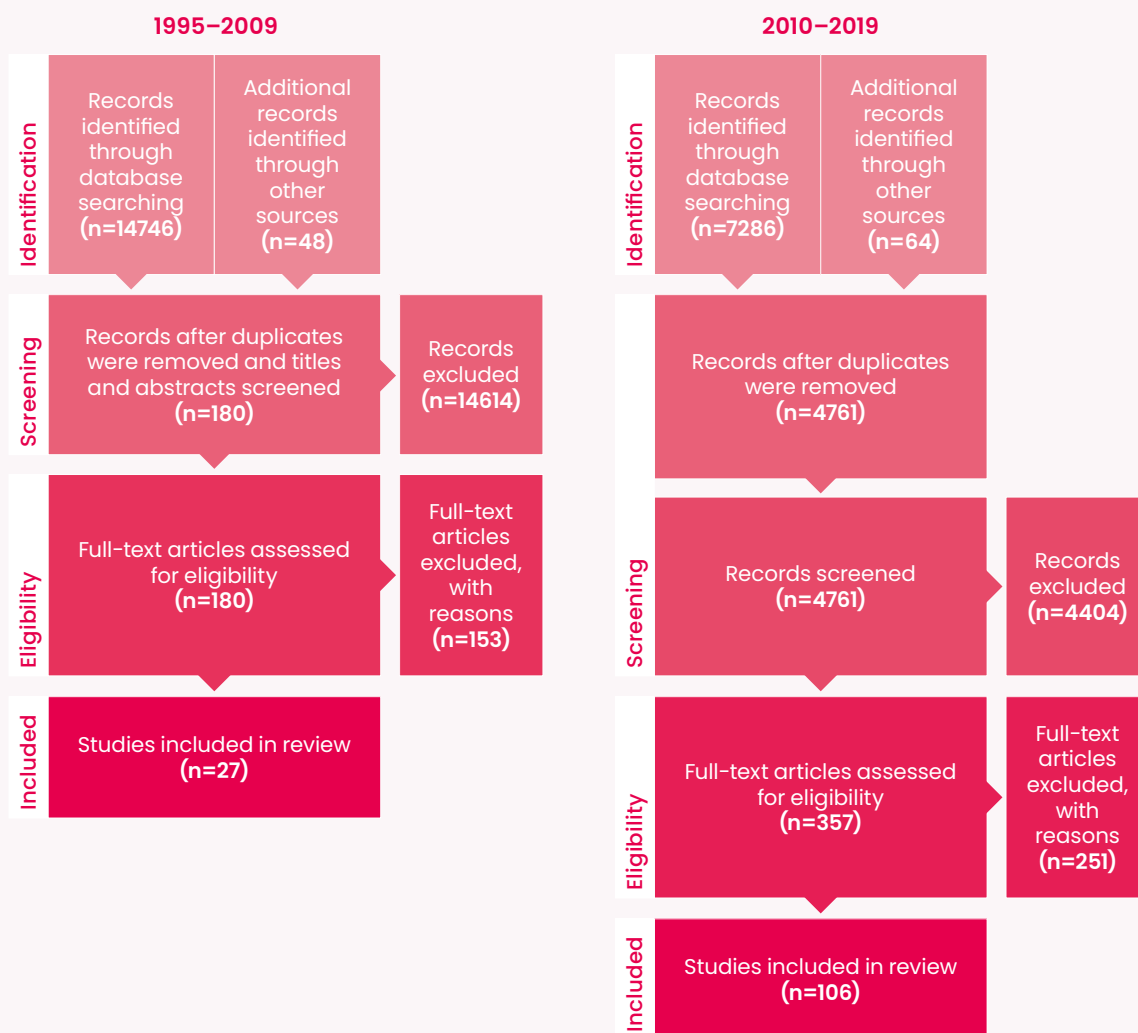 1995–2009
Identification
Records
identified
through
database
searching
(n=14746)
Additional
records
identified
through
other
sources
(n=48)
Screening
Records after duplicates
were removed and titles
and abstracts screened
(n=180)
Records
excluded
(n=14614)
Eligibility
Full-text articles assessed
for eligibility
(n=180)
Full-text
articles
excluded,
with
reasons
(n=153)
Included
Studies included in review
(n=27)
2010–2019
Identification
Records
identified
through
database
searching
(n=7286)
Additional
records
identified
through
other
sources
(n=64)
Screening
Records after duplicates
were removed
(n=4761)
Records screened
(n=4761)
Records
excluded
(n=4404)
Eligibility
Full-text articles assessed
for eligibility
(n=357)
Full-text
articles
excluded,
with
reasons
(n=251)
Included
Studies included in review
(n=106)